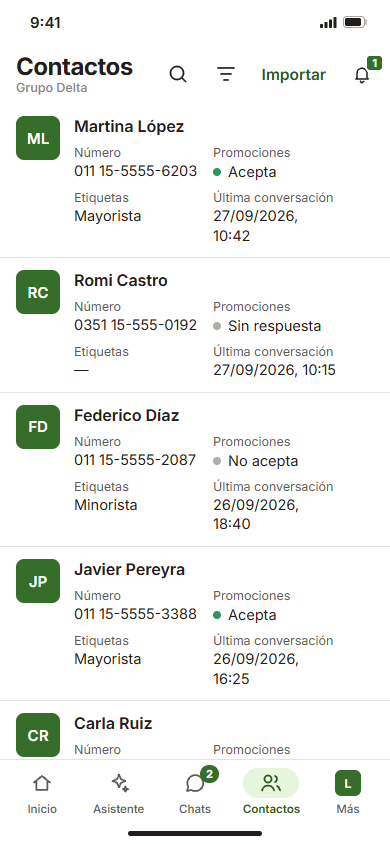 9:41
Contactos
Grupo Delta
Importar
1
ML
Martina López
Número
Promociones
011 15-5555-6203
Acepta
Etiquetas
Última conversación
Mayorista
27/09/2026,
10:42
RC
Romi Castro
Número
Promociones
0351 15-555-0192
Sin respuesta
Etiquetas
Última conversación
—
27/09/2026, 10:15
FD
Federico Díaz
Número
Promociones
011 15-5555-2087
No acepta
Etiquetas
Última conversación
Minorista
26/09/2026,
18:40
JP
Javier Pereyra
Número
Promociones
011 15-5555-3388
Acepta
Etiquetas
Última conversación
Mayorista
26/09/2026,
16:25
CR
Carla Ruiz
Número
Promociones
2
L
Inicio
Asistente
Chats
Contactos
Más